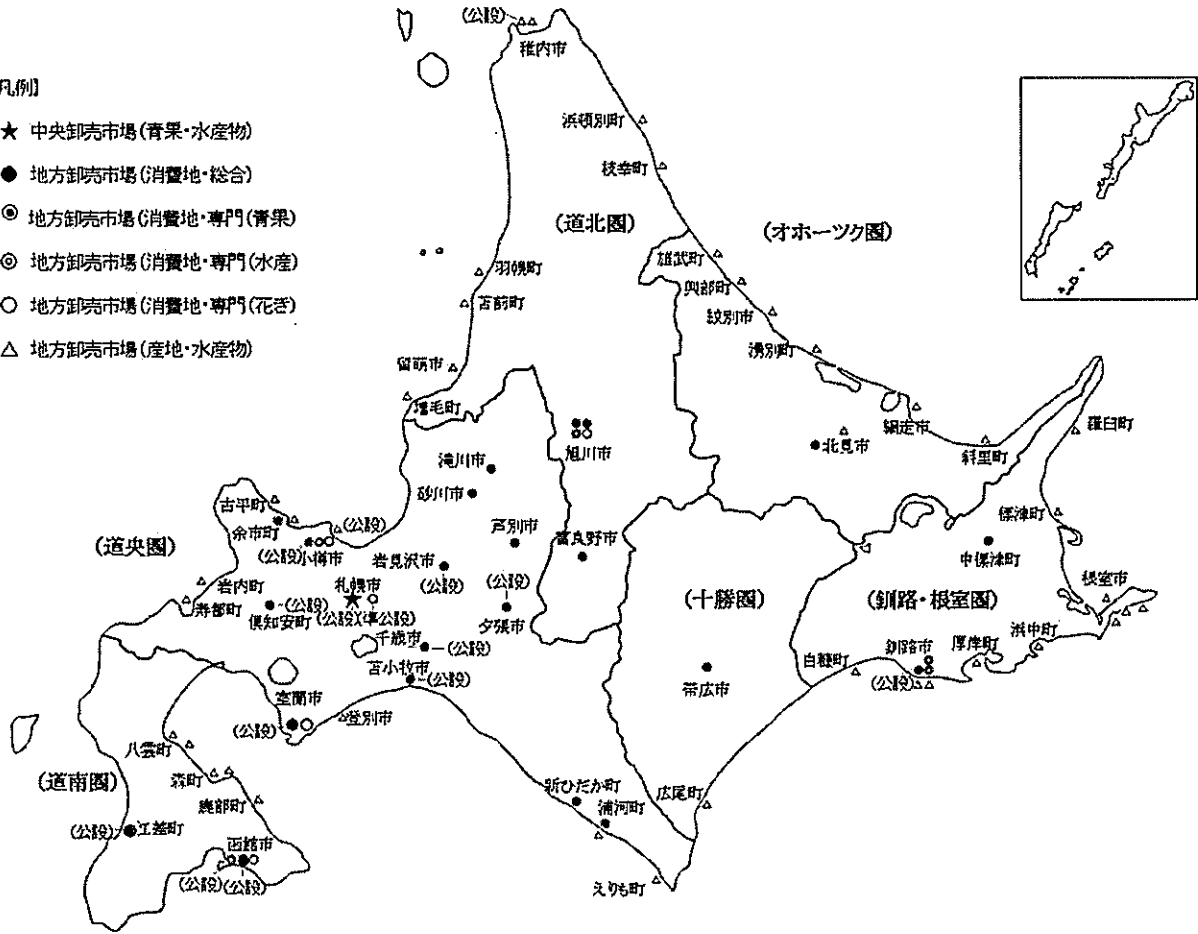 凡例】
★ 中央卸売市場(青果・水産物)
● 地方卸売市場(消費地・総合)
◉ 地方卸売市場(消費地・専門(青果)
◎ 地方卸売市場(消費地・専門(水産)
○ 地方卸売市場(消費地・専門(花き)
△ 地方卸売市場(産地・水産物)
(公設)
稚内市
浜頓別町
枝幸町
(道北圏)
(オホーツク圏)
雄武町
興部町
紋別市
湧別町
網走市
北見市
斜里町
羽幌町
苫前町
留萌市
増毛町
旭川市
富良野市
滝川市
砂川市
芦別市
岩見沢市
(公設)
(公設)
夕張市
(道央圏)
古平町
余市町
(公設)
(公設)小樽市
岩内町
寿都町
(公設)
倶知安町
札幌市
(公設)(準公設)
千歳市
(公設)
苫小牧市
(公設)
室蘭市
(公設)
登別市
新ひだか町
浦河町
えりも町
(十勝圏)
帯広市
広尾町
(釧路・根室圏)
羅臼町
標津町
中標津町
根室市
浜中町
厚岸町
釧路市
(公設)
白糠町
(道南圏)
八雲町
森町
鹿部町
(公設)
江差町
函館市
(公設)(公設)